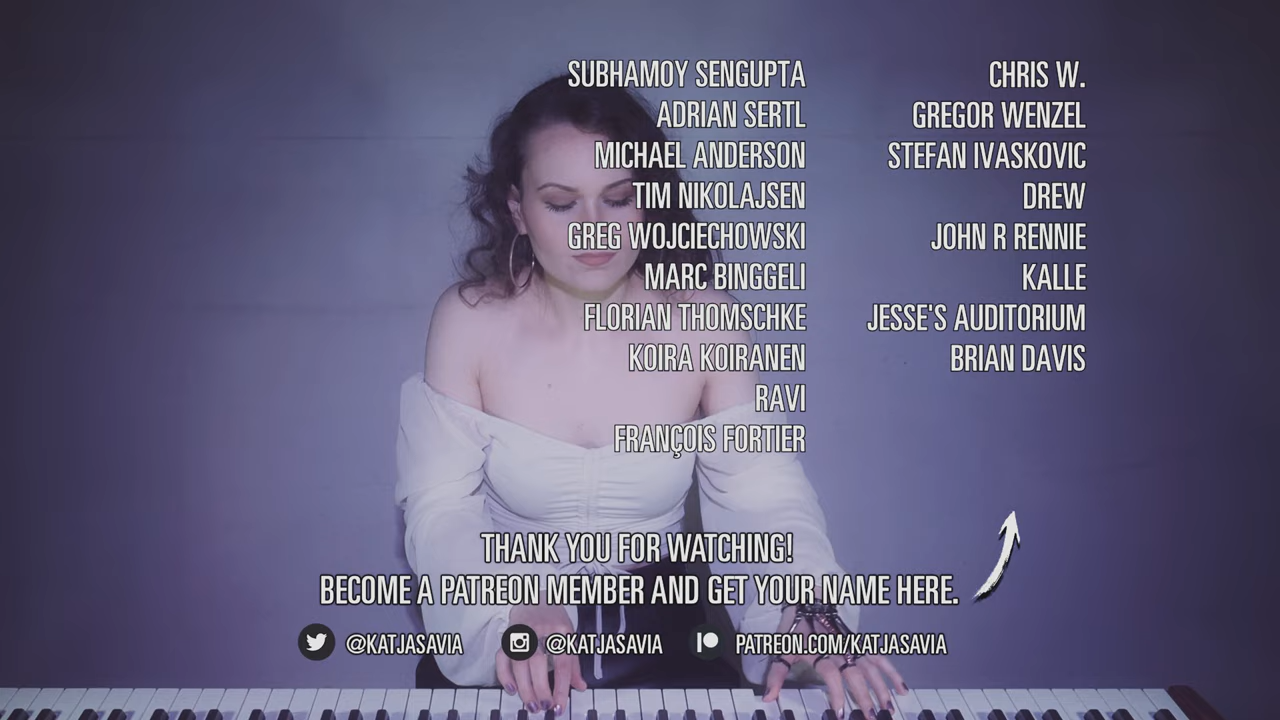 SUBHAMOY SENGUPTA
ADRIAN SERTL
MICHAEL ANDERSON
TIM NIKOLAJSEN
GREG WOJCIECHOWSKI
MARC BINGGELI
FLORIAN THOMSCHKE
KOIRA KOIRANEN
RAVI
FRANÇOIS FORTIER
CHRIS W.
GREGOR WENZEL
STEFAN IVASKOVIC
DREW
JOHN R RENNIE
KALLE
JESSE'S AUDITORIUM
BRIAN DAVIS
THANK YOU FOR WATCHING!
BECOME A PATREON MEMBER AND GET YOUR NAME HERE.
@KATJASAVIA @KATJASAVIA PATREON.COM/KATJASAVIA